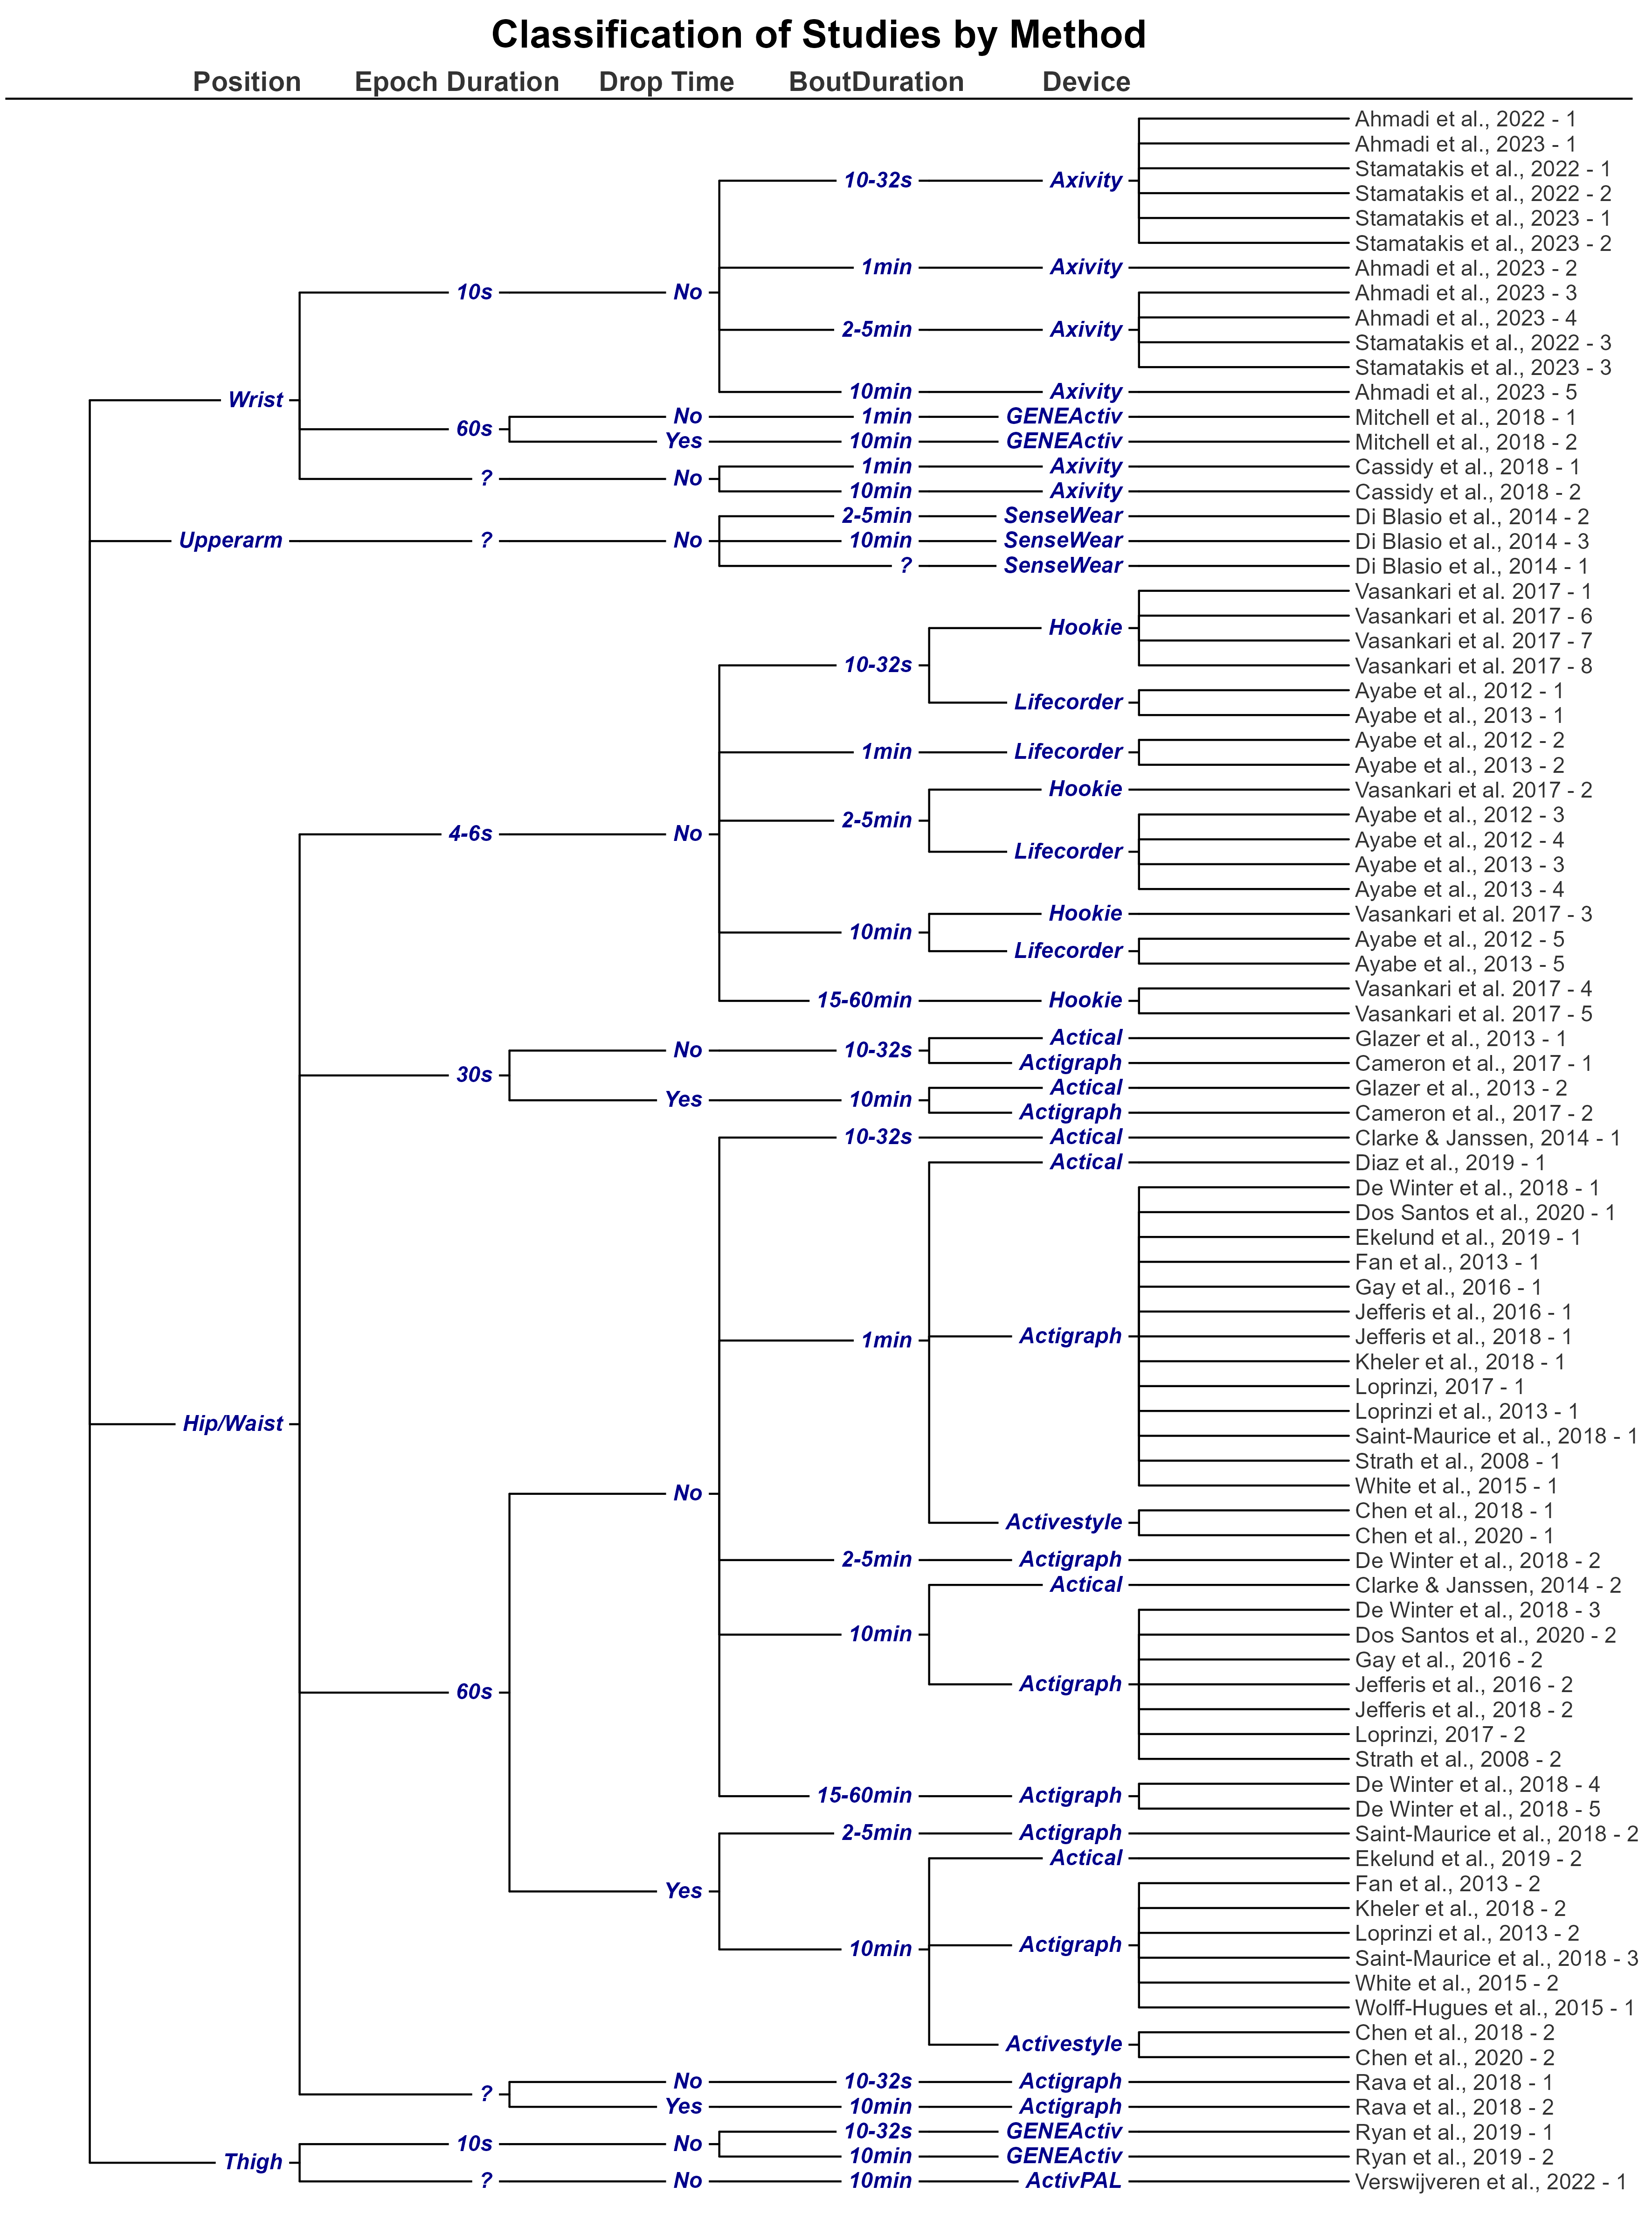 Classification of Studies by Method
Position Epoch Duration Drop Time BoutDuration Device
Ahmadi et al., 2022 - 1
Ahmadi et al., 2023 - 1
Stamatakis et al., 2022 - 1
10-32s Axivity
Stamatakis et al., 2022 - 2
Stamatakis et al., 2023 - 1
Stamatakis et al., 2023 - 2
1min Axivity Ahmadi et al., 2023 - 2
10s No Ahmadi et al., 2023 - 3
Ahmadi et al., 2023 - 4
2-5min Axivity
Stamatakis et al., 2022 - 3
Stamatakis et al., 2023 - 3
10min Axivity Ahmadi et al., 2023 - 5
Wrist
No 1min GENEActiv Mitchell et al., 2018 - 1
60s
Yes 10min GENEActiv Mitchell et al., 2018 - 2
1min Axivity Cassidy et al., 2018 - 1
? No
10min Axivity Cassidy et al., 2018 - 2
2-5min SenseWear Di Blasio et al., 2014 - 2
Upperarm ? No 10min SenseWear Di Blasio et al., 2014 - 3
? SenseWear Di Blasio et al., 2014 - 1
Vasankari et al. 2017 - 1
Vasankari et al. 2017 - 6
Hookie
Vasankari et al. 2017 - 7
10-32s Vasankari et al. 2017 - 8
Ayabe et al., 2012 - 1
Lifecorder
Ayabe et al., 2013 - 1
Ayabe et al., 2012 - 2
1min Lifecorder
Ayabe et al., 2013 - 2
Hookie Vasankari et al. 2017 - 2
Ayabe et al., 2012 - 3
2-5min
4-6s No Ayabe et al., 2012 - 4
Lifecorder
Ayabe et al., 2013 - 3
Ayabe et al., 2013 - 4
Hookie Vasankari et al. 2017 - 3
10min
Ayabe et al., 2012 - 5
Lifecorder
Ayabe et al., 2013 - 5
Vasankari et al. 2017 - 4
15-60min Hookie
Vasankari et al. 2017 - 5
Actical Glazer et al., 2013 - 1
No 10-32s
Actigraph Cameron et al., 2017 - 1
30s
Actical Glazer et al., 2013 - 2
Yes 10min
Actigraph Cameron et al., 2017 - 2
10-32s Actical Clarke & Janssen, 2014 - 1
Actical Diaz et al., 2019 - 1
De Winter et al., 2018 - 1
Dos Santos et al., 2020 - 1
Ekelund et al., 2019 - 1
Fan et al., 2013 - 1
Gay et al., 2016 - 1
Jefferis et al., 2016 - 1
1min Actigraph Jefferis et al., 2018 - 1
Kheler et al., 2018 - 1
Loprinzi, 2017 - 1
Loprinzi et al., 2013 - 1
Hip/Waist
Saint-Maurice et al., 2018 - 1
Strath et al., 2008 - 1
White et al., 2015 - 1
No
Chen et al., 2018 - 1
Activestyle
Chen et al., 2020 - 1
2-5min Actigraph De Winter et al., 2018 - 2
Actical Clarke & Janssen, 2014 - 2
De Winter et al., 2018 - 3
10min Dos Santos et al., 2020 - 2
Gay et al., 2016 - 2
60s Actigraph Jefferis et al., 2016 - 2
Jefferis et al., 2018 - 2
Loprinzi, 2017 - 2
Strath et al., 2008 - 2
De Winter et al., 2018 - 4
15-60min Actigraph
De Winter et al., 2018 - 5
2-5min Actigraph Saint-Maurice et al., 2018 - 2
Actical Ekelund et al., 2019 - 2
Yes Fan et al., 2013 - 2
Kheler et al., 2018 - 2
Loprinzi et al., 2013 - 2
10min Actigraph
Saint-Maurice et al., 2018 - 3
White et al., 2015 - 2
Wolff-Hugues et al., 2015 - 1
Chen et al., 2018 - 2
Activestyle
Chen et al., 2020 - 2
No 10-32s Actigraph Rava et al., 2018 - 1
?
Yes 10min Actigraph Rava et al., 2018 - 2
10-32s GENEActiv Ryan et al., 2019 - 1
10s No
10min GENEActiv Ryan et al., 2019 - 2
Thigh
? No 10min ActivPAL Verswijveren et al., 2022 - 1